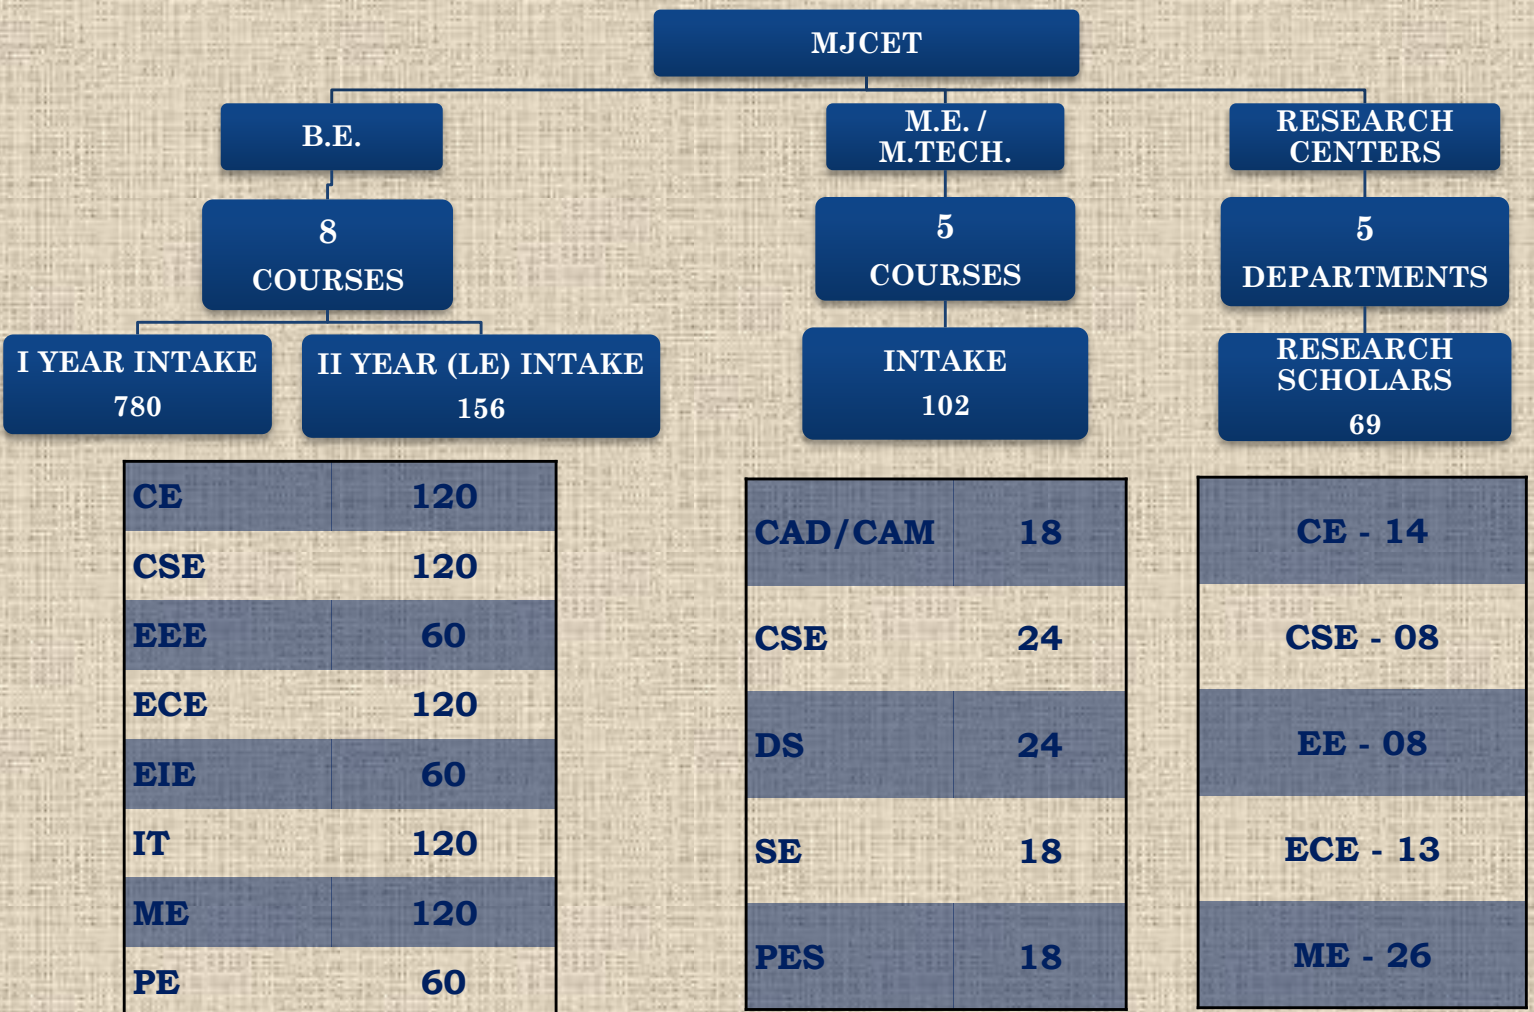 MJCET
B.E.
M.E. /
M.TECH.
RESEARCH
CENTERS
8
COURSES
5
COURSES
5
DEPARTMENTS
I YEAR INTAKE
780
II YEAR (LE) INTAKE
156
INTAKE
102
RESEARCH
SCHOLARS
69
CE 120
CSE 120
EEE 60
ECE 120
EIE 60
IT 120
ME 120
PE 60
CAD/CAM 18
CSE 24
DS 24
SE 18
PES 18
CE - 14
CSE - 08
EE - 08
ECE - 13
ME - 26